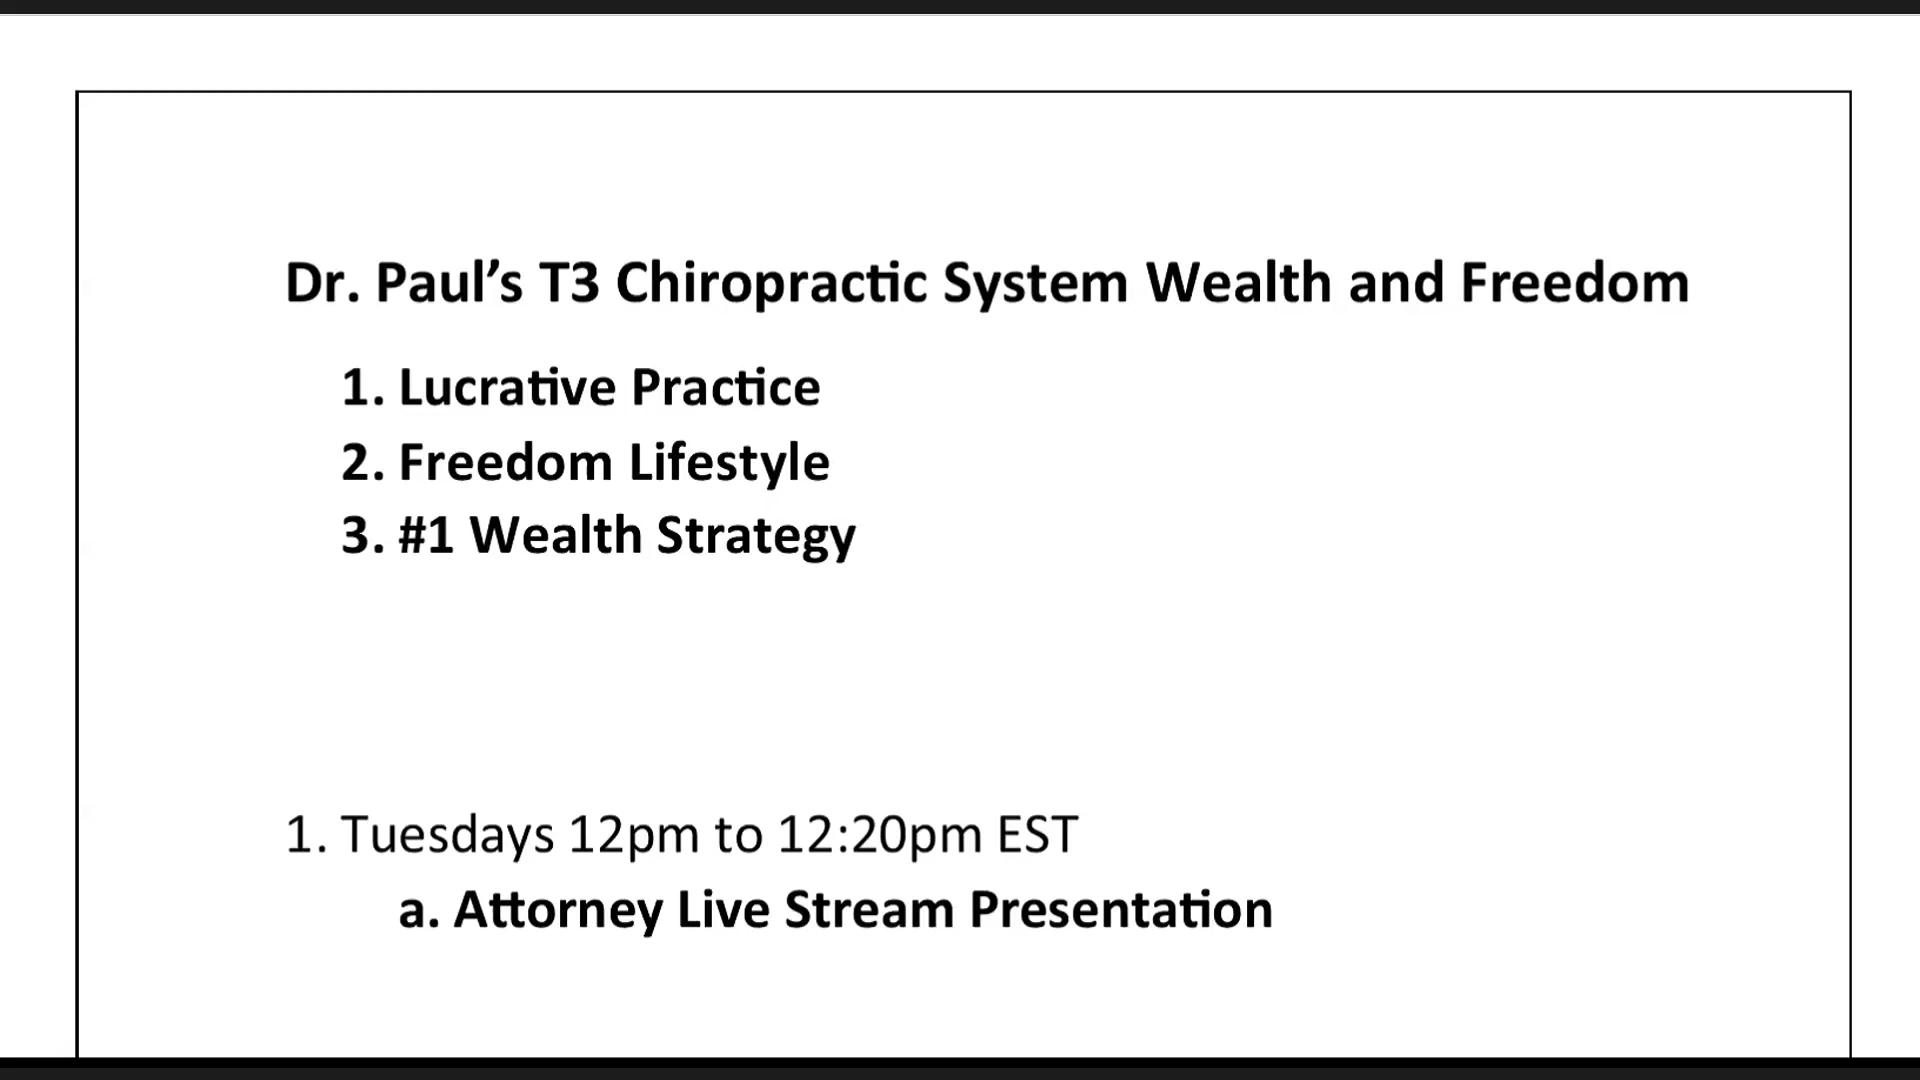 Dr. Paul’s T3 Chiropractic System Wealth and Freedom
1. Lucrative Practice
2. Freedom Lifestyle
3. #1 Wealth Strategy
1. Tuesdays 12pm to 12:20pm EST
a. Attorney Live Stream Presentation